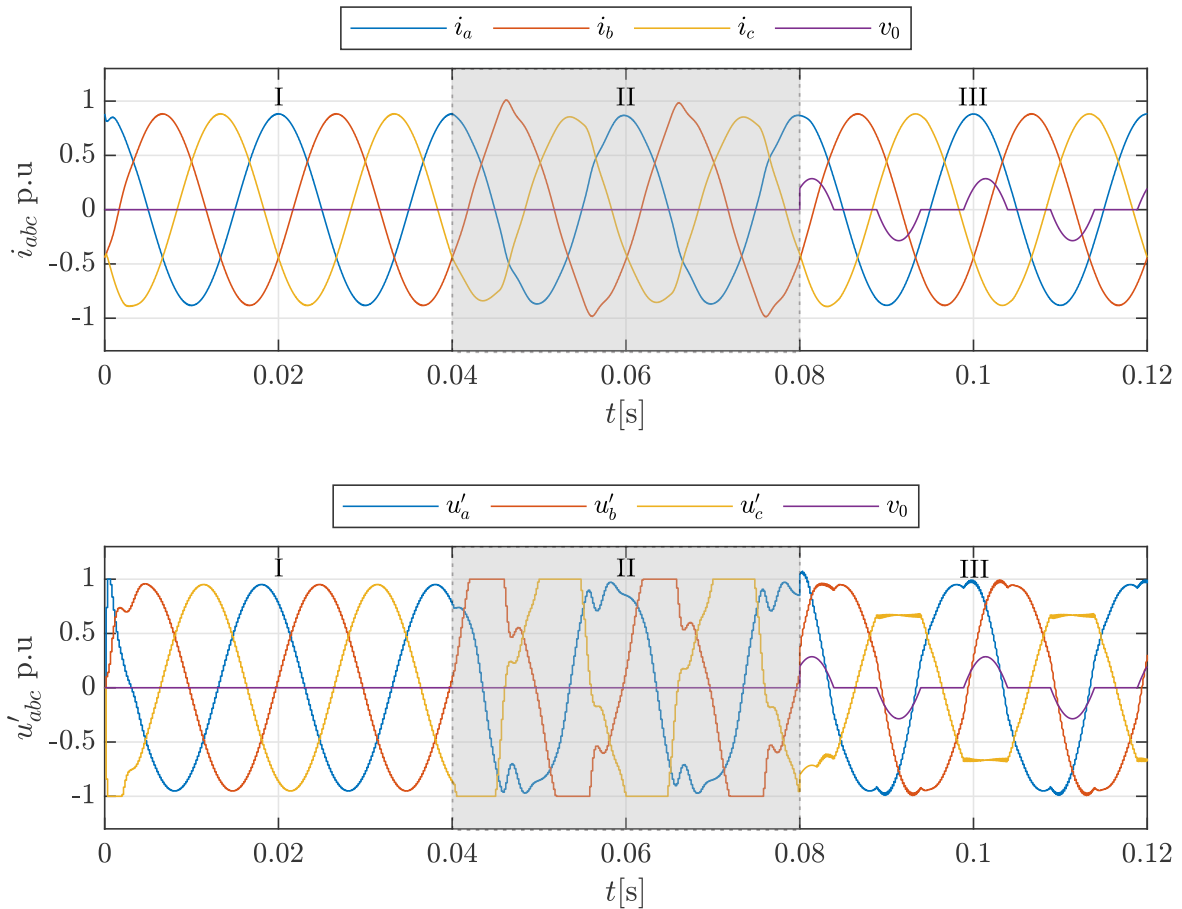 i_a i_b i_c v_0
I II III
1
0.5
0
-0.5
-1
i_abc p.u
0 0.02 0.04 0.06 0.08 0.1 0.12
t[s]
u'_a u'_b u'_c v_0
I II III
1
0.5
0
-0.5
-1
u'_abc p.u
0 0.02 0.04 0.06 0.08 0.1 0.12
t[s]